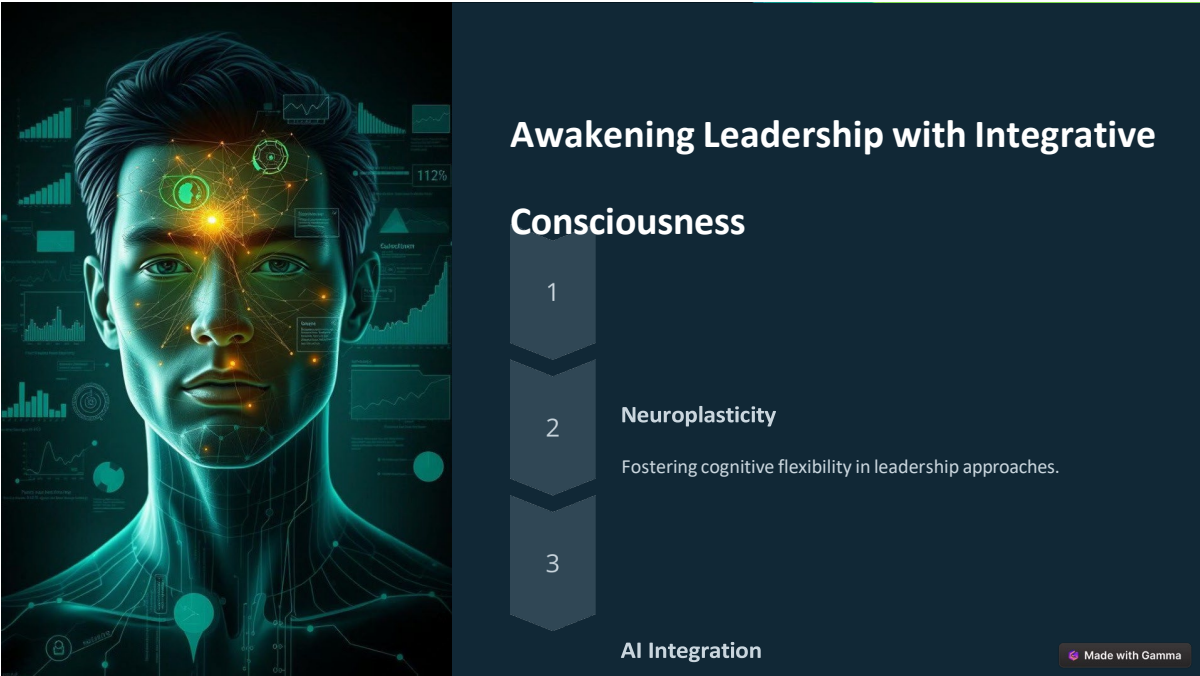 Awakening Leadership with Integrative
Consciousness
1
2
Neuroplasticity
Fostering cognitive flexibility in leadership approaches.
3
AI Integration
112%
Made with Gamma